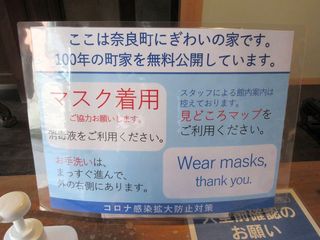 ここは奈良町にぎわいの家です。
100年の町家を無料公開しています。
マスク着用
ご協力お願いします。
消毒液をご利用ください。
スタッフによる館内案内は
控えております。
見どころマップを
ご利用ください。
お手洗いは、
まっすぐ進んで、
外の右側にあります。
Wear masks,
thank you.
コロナ感染拡大防止対策
前確認の
お願い